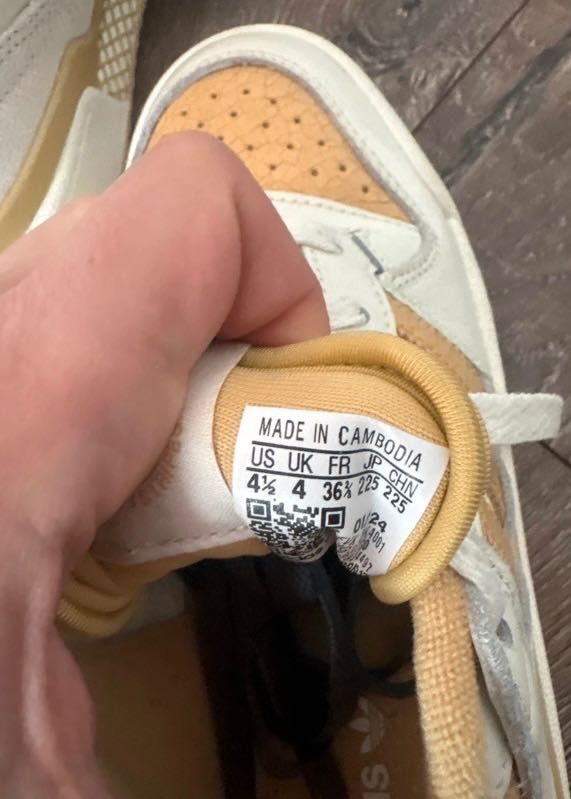 MADE IN CAMBODIA
US UK FR JP CHN
4½ 4 36⅔ 225 225
01/24